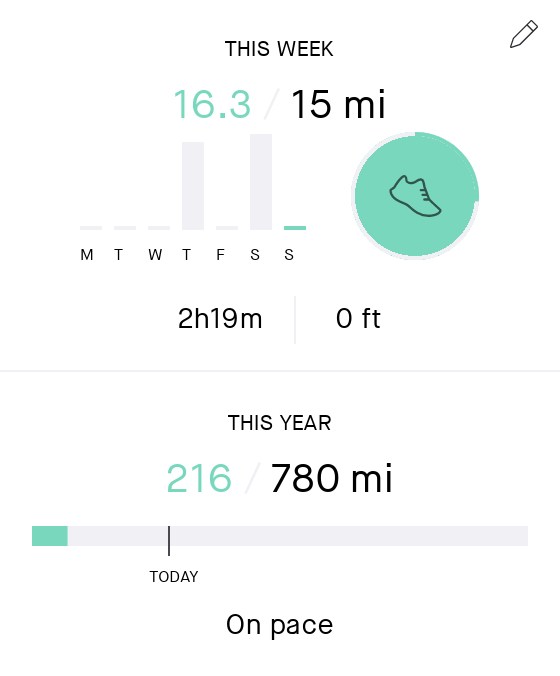 THIS WEEK
16.3 / 15 mi
M T W T F S S
2h19m 0 ft
THIS YEAR
216 / 780 mi
TODAY
On pace